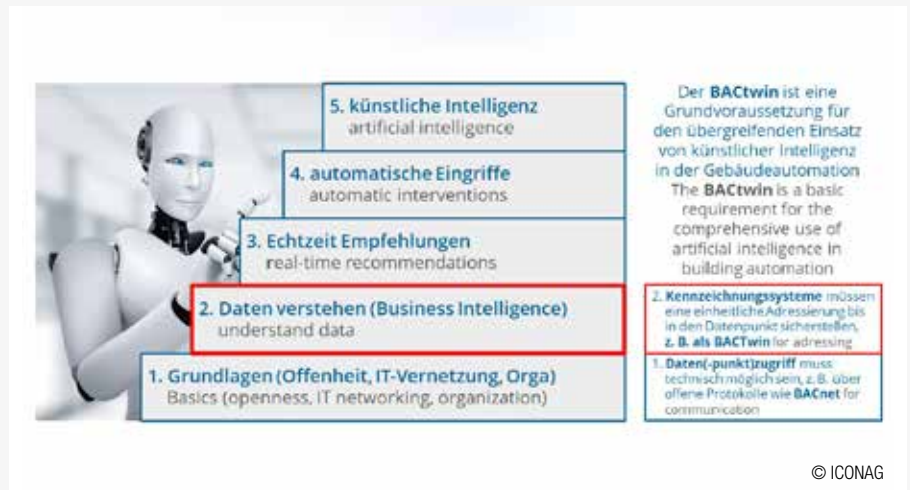 5. künstliche Intelligenz
artificial intelligence
4. automatische Eingriffe
automatic interventions
3. Echtzeit Empfehlungen
real-time recommendations
2. Daten verstehen (Business Intelligence)
understand data
1. Grundlagen (Offenheit, IT-Vernetzung, Orga)
Basics (openness, IT networking, organization)
Der BACtwin ist eine
Grundvoraussetzung für
den übergreifenden Einsatz
von künstlicher Intelligenz
in der Gebäudeautomation
The BACtwin is a basic
requirement for the
comprehensive use of
artificial intelligence in
building automation
2. Kennzeichnungssysteme müssen
eine einheitliche Adressierung bis
in den Datenpunkt sicherstellen,
z. B. als BACTwin for adressing
1. Daten(-punkt)zugriff muss
technisch möglich sein, z. B. über
offene Protokolle wie BACnet for
communication
© ICONAG